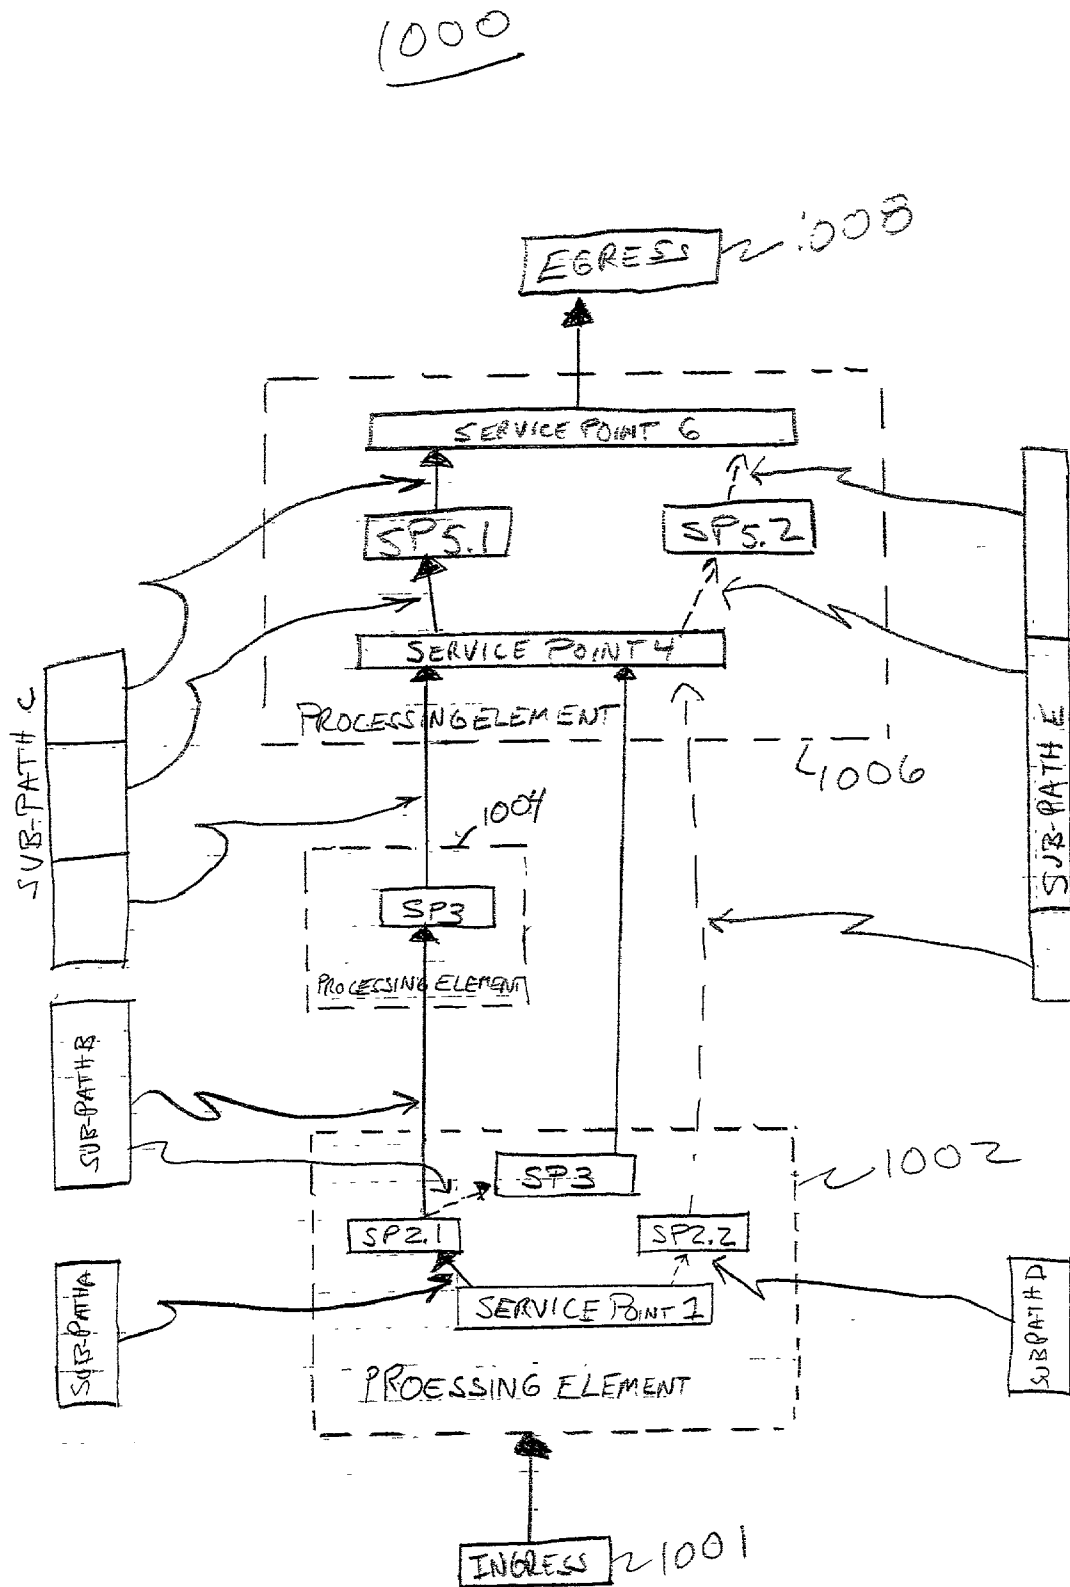 1000
EGRESS
1008
SERVICE POINT 6
SP5.1
SP5.2
SERVICE POINT 4
PROCESSING ELEMENT
1006
SUB-PATH C
SUB-PATH E
1004
SP3
PROCESSING ELEMENT
SUB-PATH B
SP3
1002
SP2.1
SP2.2
SUB-PATH A
SERVICE POINT 1
SUBPATH D
PROESSING ELEMENT
INGRESS
1001